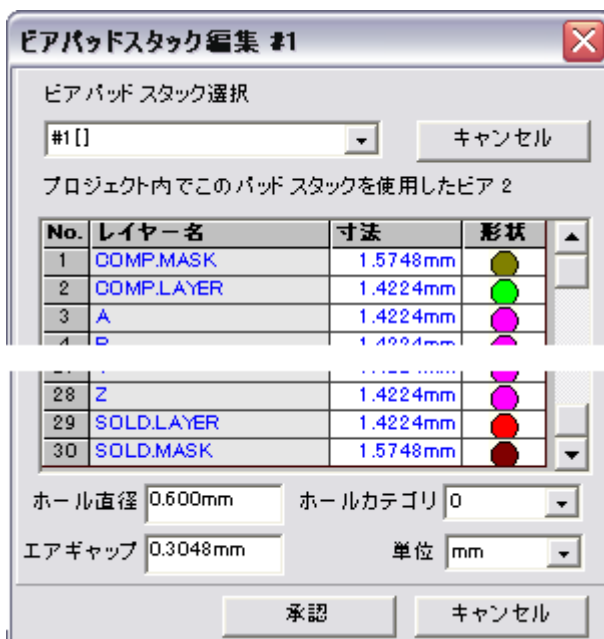 ビアパッドスタック編集 #1
ビアパッドスタック選択
#1[]
キャンセル
プロジェクト内でこのパッドスタックを使用したビア 2
No. レイヤー名 寸法 形状
1 COMP.MASK 1.5748mm
2 COMP.LAYER 1.4224mm
3 A 1.4224mm
28 Z 1.4224mm
29 SOLD.LAYER 1.4224mm
30 SOLD.MASK 1.5748mm
ホール直径 0.600mm ホールカテゴリ 0
エアギャップ 0.3048mm 単位 mm
承認 キャンセル